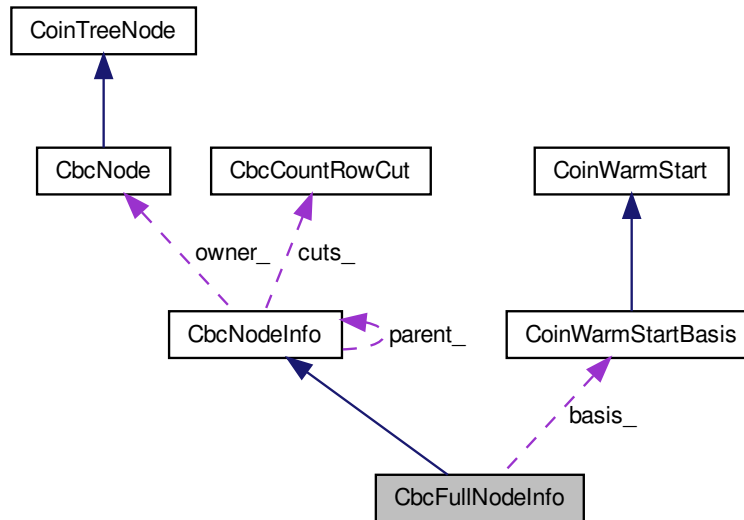 CoinTreeNode
CbcNode
CbcCountRowCut
CoinWarmStart
owner_
cuts_
CbcNodeInfo
parent_
CoinWarmStartBasis
basis_
CbcFullNodeInfo